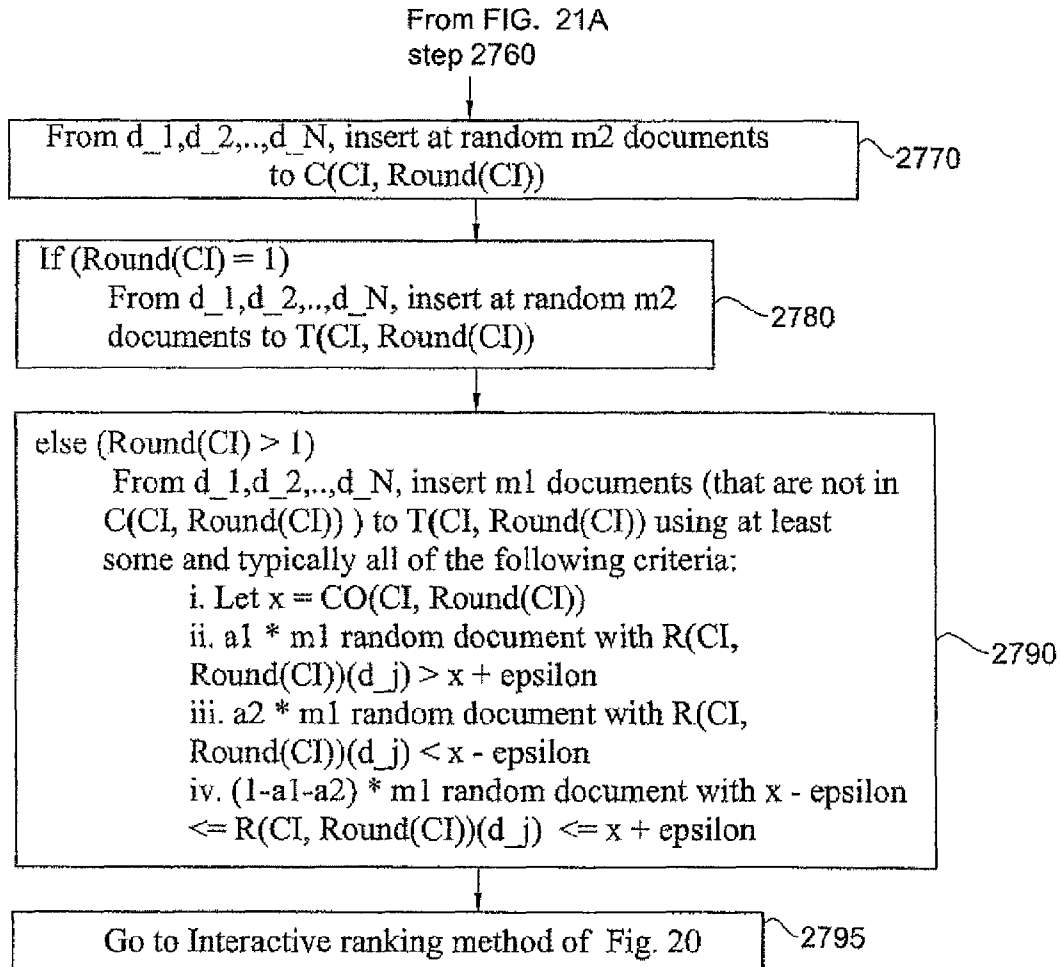 From FIG. 21A
step 2760
From d_1,d_2,..,d_N, insert at random m2 documents
to C(CI, Round(CI))
2770
If (Round(CI) = 1)
From d_1,d_2,..,d_N, insert at random m2
documents to T(CI, Round(CI))
2780
else (Round(CI) > 1)
From d_1,d_2,..,d_N, insert m1 documents (that are not in
C(CI, Round(CI)) ) to T(CI, Round(CI)) using at least
some and typically all of the following criteria:
i. Let x = CO(CI, Round(CI))
ii. a1 * m1 random document with R(CI,
Round(CI))(d_j) > x + epsilon
iii. a2 * m1 random document with R(CI,
Round(CI))(d_j) < x - epsilon
iv. (1-a1-a2) * m1 random document with x - epsilon
<= R(CI, Round(CI))(d_j) <= x + epsilon
2790
Go to Interactive ranking method of Fig. 20
2795